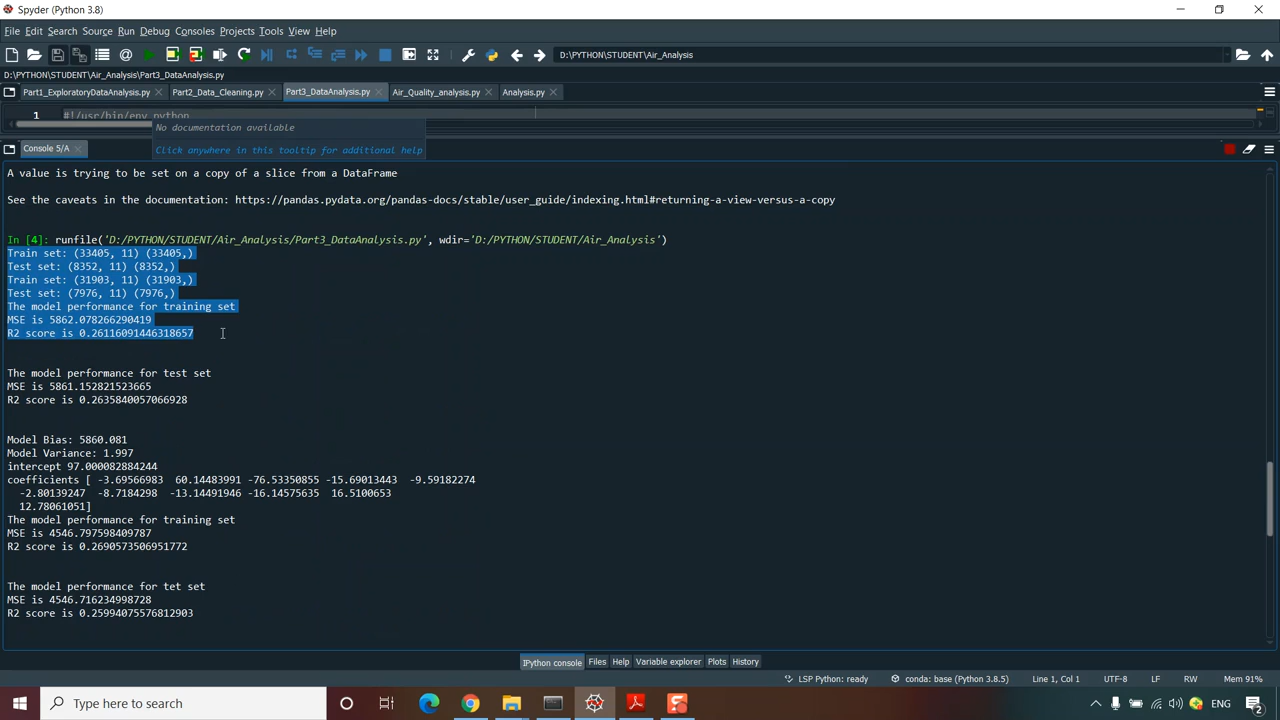 Spyder (Python 3.8)
File Edit Search Source Run Debug Consoles Projects Tools View Help
D:\PYTHON\STUDENT\Air_Analysis
D:\PYTHON\STUDENT\Air_Analysis\Part3_DataAnalysis.py
Part1_ExploratoryDataAnalysis.py Part2_Data_Cleaning.py Part3_DataAnalysis.py Air_Quality_analysis.py Analysis.py
1 #!/usr/bin/env python
No documentation available
Click anywhere in this tooltip for additional help
Console 5/A
A value is trying to be set on a copy of a slice from a DataFrame
See the caveats in the documentation: https://pandas.pydata.org/pandas-docs/stable/user_guide/indexing.html#returning-a-view-versus-a-copy
In [4]: runfile('D:/PYTHON/STUDENT/Air_Analysis/Part3_DataAnalysis.py', wdir='D:/PYTHON/STUDENT/Air_Analysis')
Train set: (33405, 11) (33405,)
Test set: (8352, 11) (8352,)
Train set: (31903, 11) (31903,)
Test set: (7976, 11) (7976,)
The model performance for training set
MSE is 5862.078266290419
R2 score is 0.26116091446318657
The model performance for test set
MSE is 5861.152821523665
R2 score is 0.2635840057066928
Model Bias: 5860.081
Model Variance: 1.997
intercept 97.000082884244
coefficients [ -3.69566983 60.14483991 -76.53350855 -15.69013443 -9.59182274
-2.80139247 -8.7184298 -13.14491946 -16.14575635 16.5100653
12.78061051]
The model performance for training set
MSE is 4546.797598409787
R2 score is 0.2690573506951772
The model performance for tet set
MSE is 4546.716234998728
R2 score is 0.25994075576812903
IPython console Files Help Variable explorer Plots History
LSP Python: ready conda: base (Python 3.8.5) Line 1, Col 1 UTF-8 LF RW Mem 91%
Type here to search
ENG
2